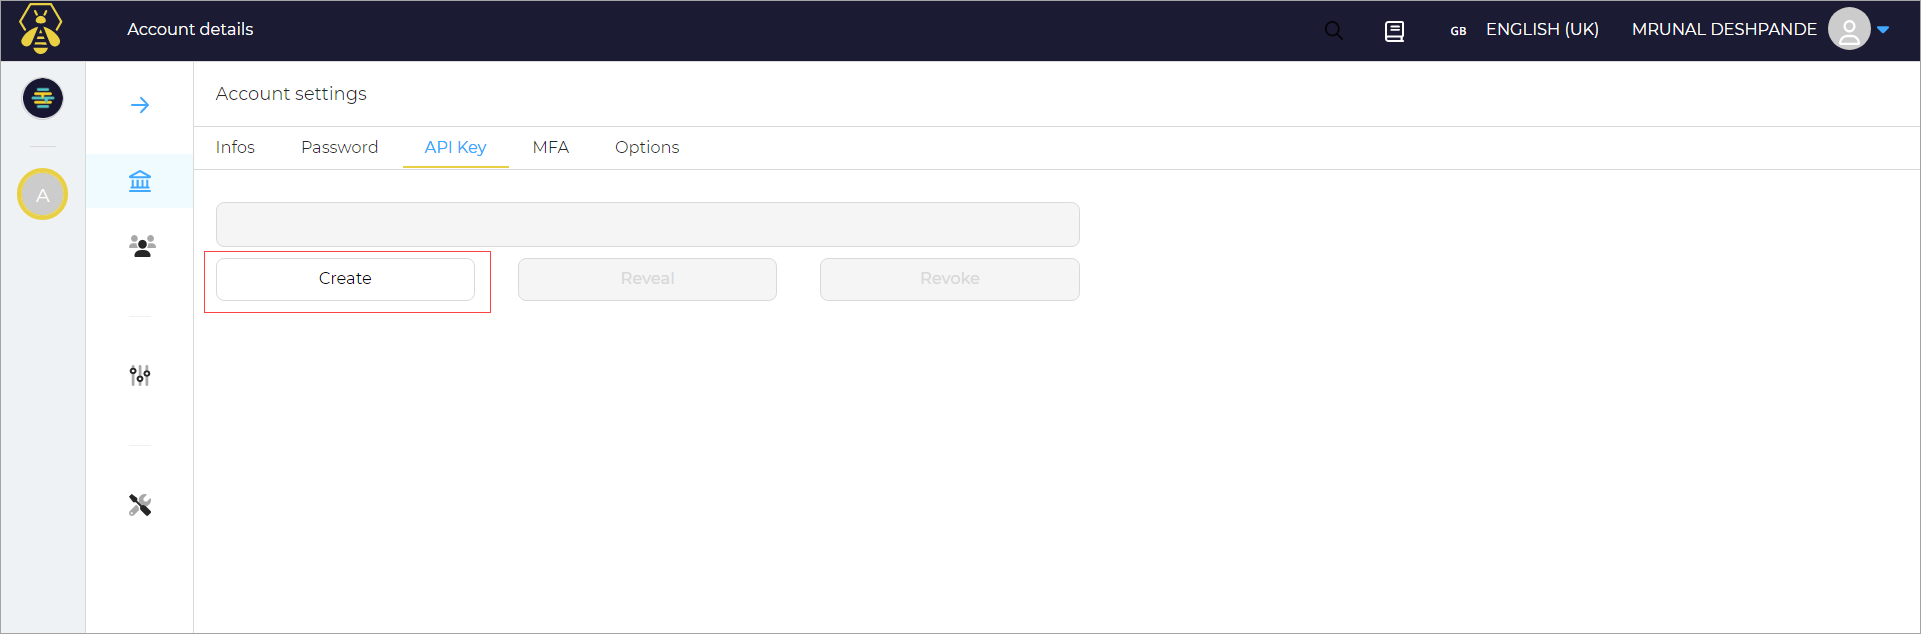 Account details
GB ENGLISH (UK) MRUNAL DESHPANDE
Account settings
Infos Password API Key MFA Options
A
Create Reveal Revoke